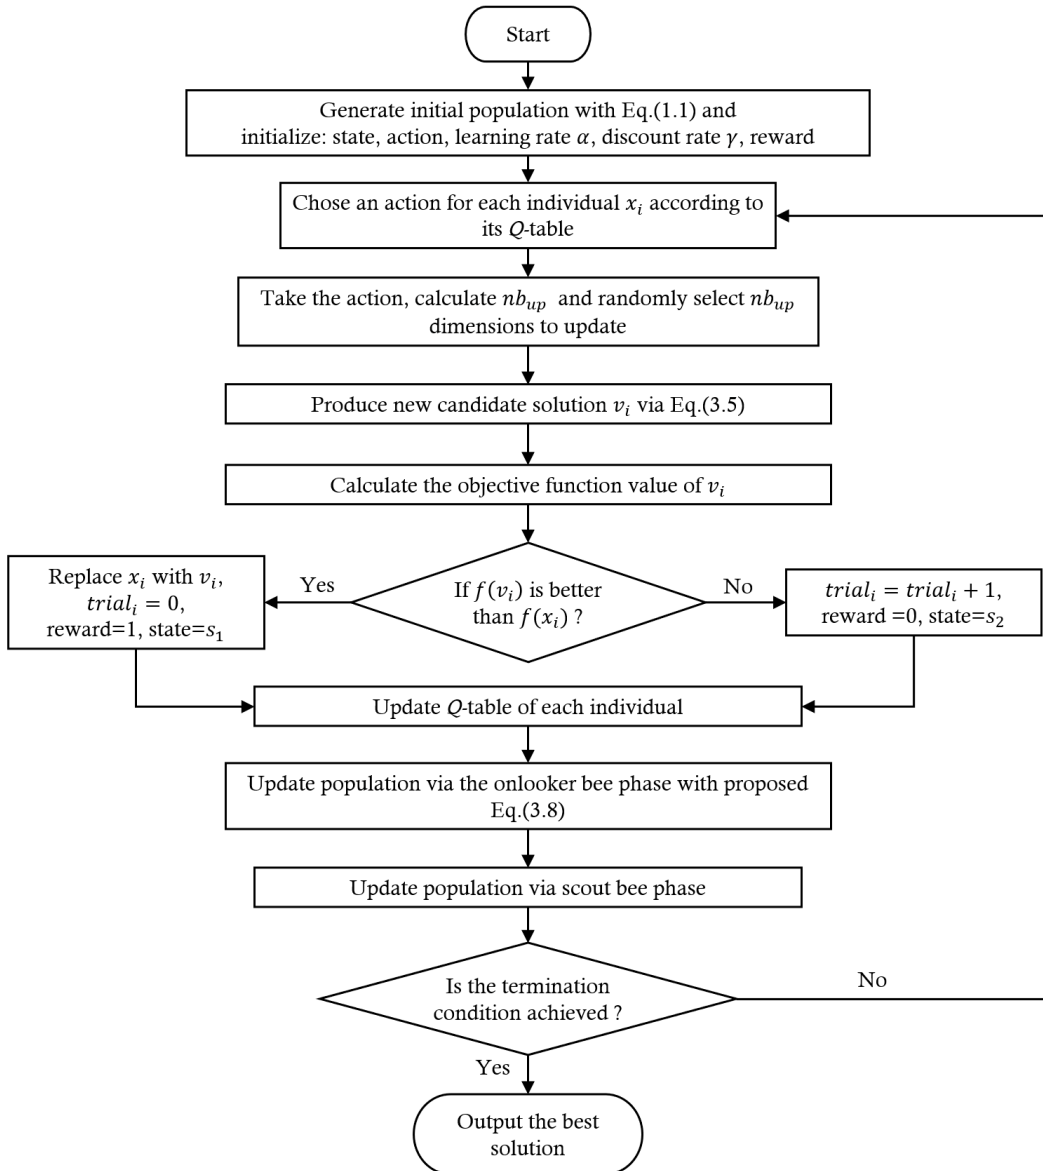 Start
Generate initial population with Eq.(1.1) and
initialize: state, action, learning rate α, discount rate γ, reward
Chose an action for each individual x_i according to
its Q-table
Take the action, calculate nb_{up} and randomly select nb_{up}
dimensions to update
Produce new candidate solution v_i via Eq.(3.5)
Calculate the objective function value of v_i
If f(v_i) is better
than f(x_i) ?
Yes
Replace x_i with v_i,
trial_i = 0,
reward=1, state=s_1
No
trial_i = trial_i + 1,
reward =0, state=s_2
Update Q-table of each individual
Update population via the onlooker bee phase with proposed
Eq.(3.8)
Update population via scout bee phase
Is the termination
condition achieved ?
No
Yes
Output the best
solution